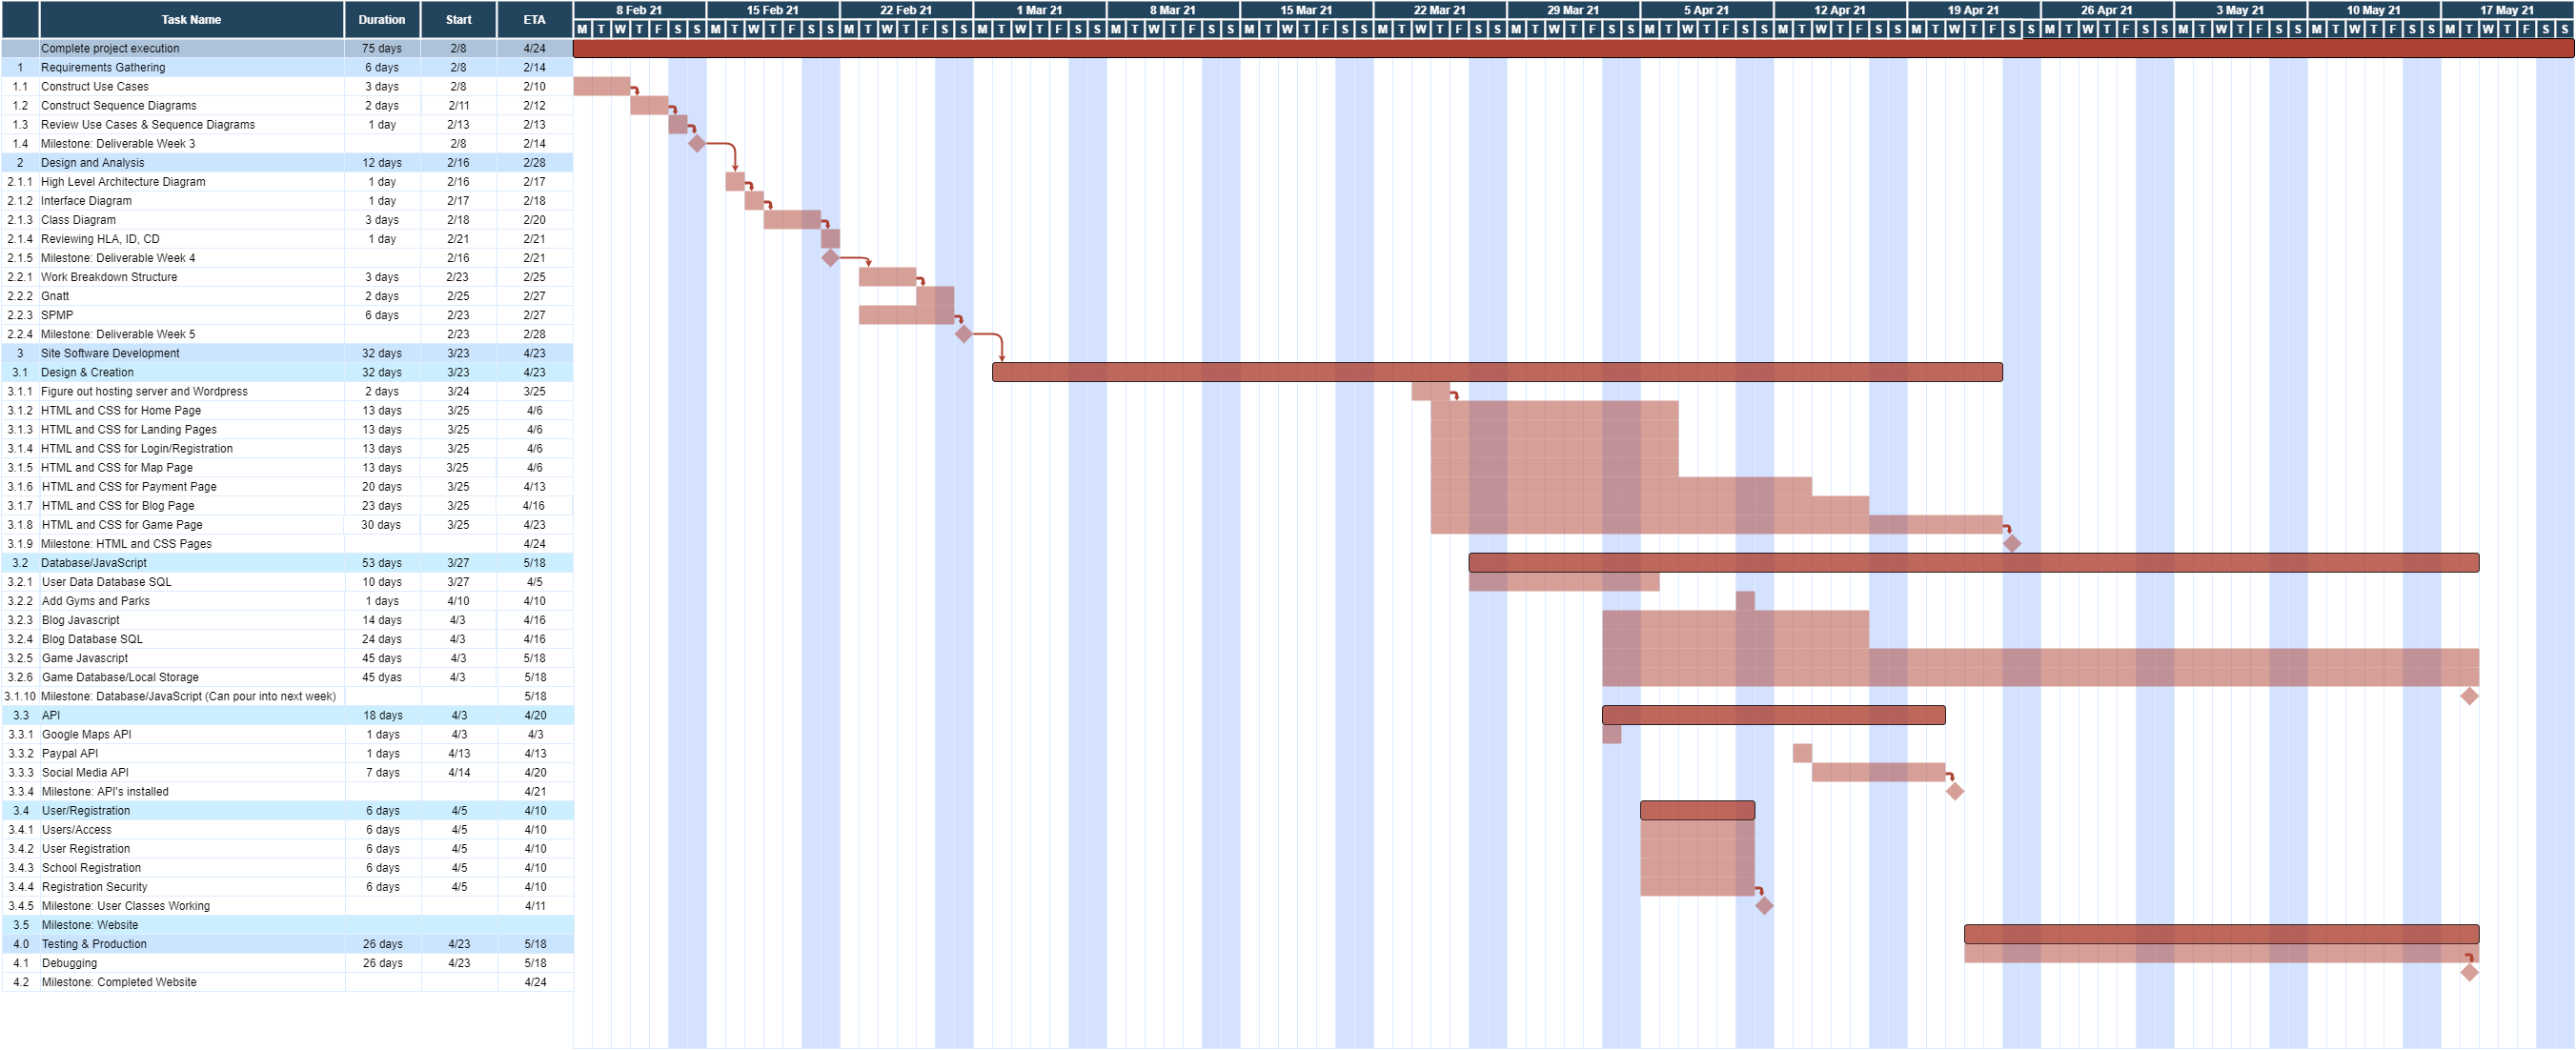 Task Name Duration Start ETA 8 Feb 21 15 Feb 21 22 Feb 21 1 Mar 21 8 Mar 21 15 Mar 21 22 Mar 21 29 Mar 21 5 Apr 21 12 Apr 21 19 Apr 21 26 Apr 21 3 May 21 10 May 21 17 May 21
M T W T F S S M T W T F S S M T W T F S S M T W T F S S M T W T F S S M T W T F S S M T W T F S S M T W T F S S M T W T F S S M T W T F S S M T W T F S S M T W T F S S M T W T F S S M T W T F S S M T W T F S S
Complete project execution 75 days 2/8 4/24
1 Requirements Gathering 6 days 2/8 2/14
1.1 Construct Use Cases 3 days 2/8 2/10
1.2 Construct Sequence Diagrams 2 days 2/11 2/12
1.3 Review Use Cases & Sequence Diagrams 1 day 2/13 2/13
1.4 Milestone: Deliverable Week 3 2/8 2/14
2 Design and Analysis 12 days 2/16 2/28
2.1.1 High Level Architecture Diagram 1 day 2/16 2/17
2.1.2 Interface Diagram 1 day 2/17 2/18
2.1.3 Class Diagram 3 days 2/18 2/20
2.1.4 Reviewing HLA, ID, CD 1 day 2/21 2/21
2.1.5 Milestone: Deliverable Week 4 2/16 2/21
2.2.1 Work Breakdown Structure 3 days 2/23 2/25
2.2.2 Gnatt 2 days 2/25 2/27
2.2.3 SPMP 6 days 2/23 2/27
2.2.4 Milestone: Deliverable Week 5 2/23 2/28
3 Site Software Development 32 days 3/23 4/23
3.1 Design & Creation 32 days 3/23 4/23
3.1.1 Figure out hosting server and Wordpress 2 days 3/24 3/25
3.1.2 HTML and CSS for Home Page 13 days 3/25 4/6
3.1.3 HTML and CSS for Landing Pages 13 days 3/25 4/6
3.1.4 HTML and CSS for Login/Registration 13 days 3/25 4/6
3.1.5 HTML and CSS for Map Page 13 days 3/25 4/6
3.1.6 HTML and CSS for Payment Page 20 days 3/25 4/13
3.1.7 HTML and CSS for Blog Page 23 days 3/25 4/16
3.1.8 HTML and CSS for Game Page 30 days 3/25 4/23
3.1.9 Milestone: HTML and CSS Pages 4/24
3.2 Database/JavaScript 53 days 3/27 5/18
3.2.1 User Data Database SQL 10 days 3/27 4/5
3.2.2 Add Gyms and Parks 1 days 4/10 4/10
3.2.3 Blog Javascript 14 days 4/3 4/16
3.2.4 Blog Database SQL 24 days 4/3 4/16
3.2.5 Game Javascript 45 days 4/3 5/18
3.2.6 Game Database/Local Storage 45 dyas 4/3 5/18
3.1.10 Milestone: Database/JavaScript (Can pour into next week) 5/18
3.3 API 18 days 4/3 4/20
3.3.1 Google Maps API 1 days 4/3 4/3
3.3.2 Paypal API 1 days 4/13 4/13
3.3.3 Social Media API 7 days 4/14 4/20
3.3.4 Milestone: API's installed 4/21
3.4 User/Registration 6 days 4/5 4/10
3.4.1 Users/Access 6 days 4/5 4/10
3.4.2 User Registration 6 days 4/5 4/10
3.4.3 School Registration 6 days 4/5 4/10
3.4.4 Registration Security 6 days 4/5 4/10
3.4.5 Milestone: User Classes Working 4/11
3.5 Milestone: Website
4.0 Testing & Production 26 days 4/23 5/18
4.1 Debugging 26 days 4/23 5/18
4.2 Milestone: Completed Website 4/24